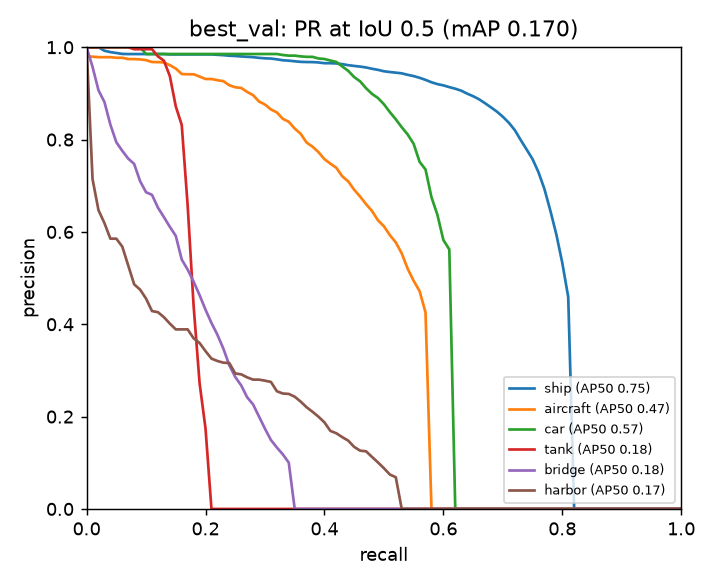 best_val: PR at IoU 0.5 (mAP 0.170)
precision
1.0
0.8
0.6
0.4
0.2
0.0
ship (AP50 0.75)
aircraft (AP50 0.47)
car (AP50 0.57)
tank (AP50 0.18)
bridge (AP50 0.18)
harbor (AP50 0.17)
0.0 0.2 0.4 0.6 0.8 1.0
recall